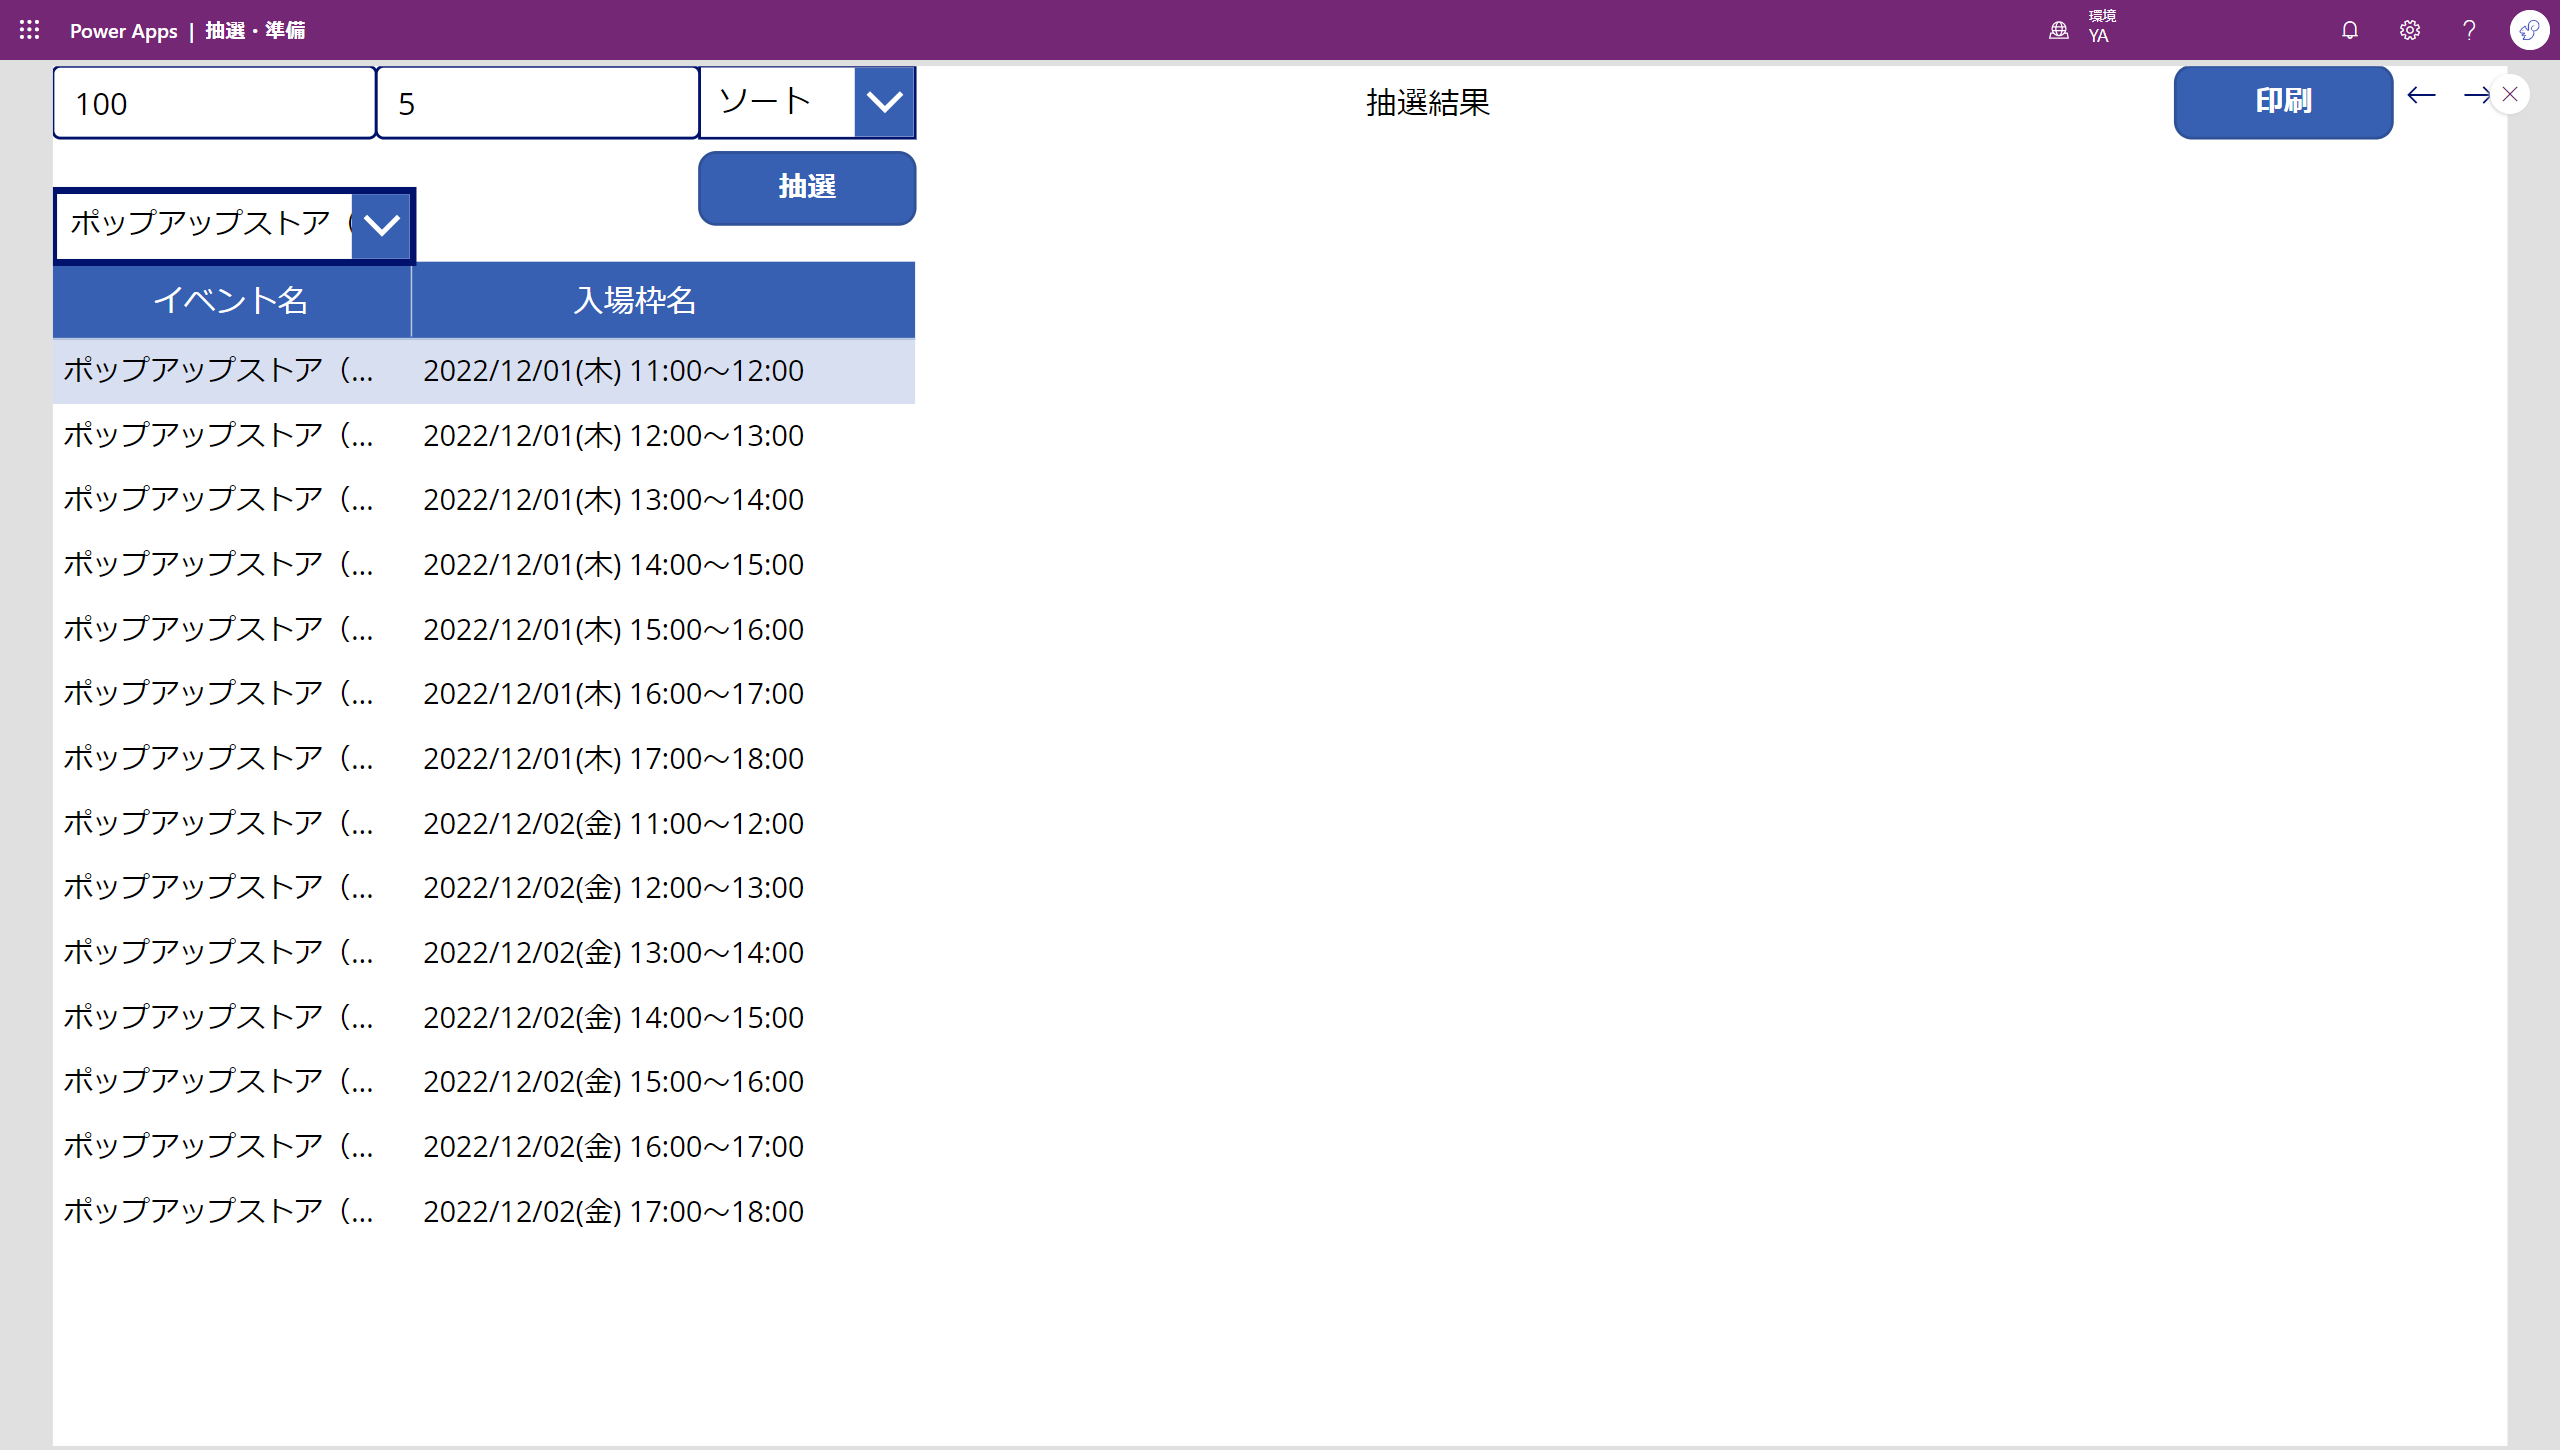 Power Apps | 抽選・準備
環境
YA
100
5
ソート
抽選結果
印刷
抽選
ポップアップストア（
イベント名 入場枠名
ポップアップストア（... 2022/12/01(木) 11:00～12:00
ポップアップストア（... 2022/12/01(木) 12:00～13:00
ポップアップストア（... 2022/12/01(木) 13:00～14:00
ポップアップストア（... 2022/12/01(木) 14:00～15:00
ポップアップストア（... 2022/12/01(木) 15:00～16:00
ポップアップストア（... 2022/12/01(木) 16:00～17:00
ポップアップストア（... 2022/12/01(木) 17:00～18:00
ポップアップストア（... 2022/12/02(金) 11:00～12:00
ポップアップストア（... 2022/12/02(金) 12:00～13:00
ポップアップストア（... 2022/12/02(金) 13:00～14:00
ポップアップストア（... 2022/12/02(金) 14:00～15:00
ポップアップストア（... 2022/12/02(金) 15:00～16:00
ポップアップストア（... 2022/12/02(金) 16:00～17:00
ポップアップストア（... 2022/12/02(金) 17:00～18:00